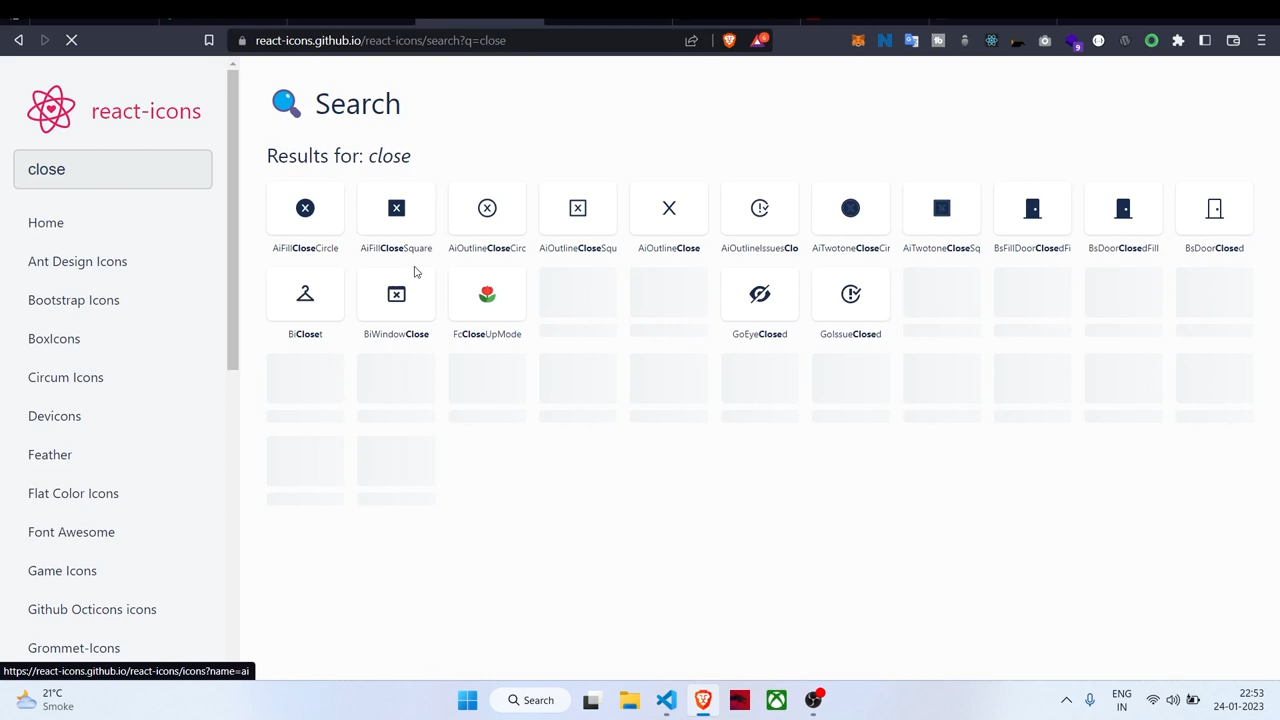 react-icons.github.io/react-icons/search?q=close
6
9
react-icons
close
Home
Ant Design Icons
Bootstrap Icons
BoxIcons
Circum Icons
Devicons
Feather
Flat Color Icons
Font Awesome
Game Icons
Github Octicons icons
Grommet-Icons
Search
Results for: close
AiFillCloseCircle
AiFillCloseSquare
AiOutlineCloseCirc
AiOutlineCloseSqu
AiOutlineClose
AiOutlineIssuesClo
AiTwotoneCloseCir
AiTwotoneCloseSq
BsFillDoorClosedFi
BsDoorClosedFill
BsDoorClosed
BiCloset
BiWindowClose
FcCloseUpMode
GoEyeClosed
GoIssueClosed
https://react-icons.github.io/react-icons/icons?name=ai
21°C
Smoke
Search
ENG
IN
22:53
24-01-2023